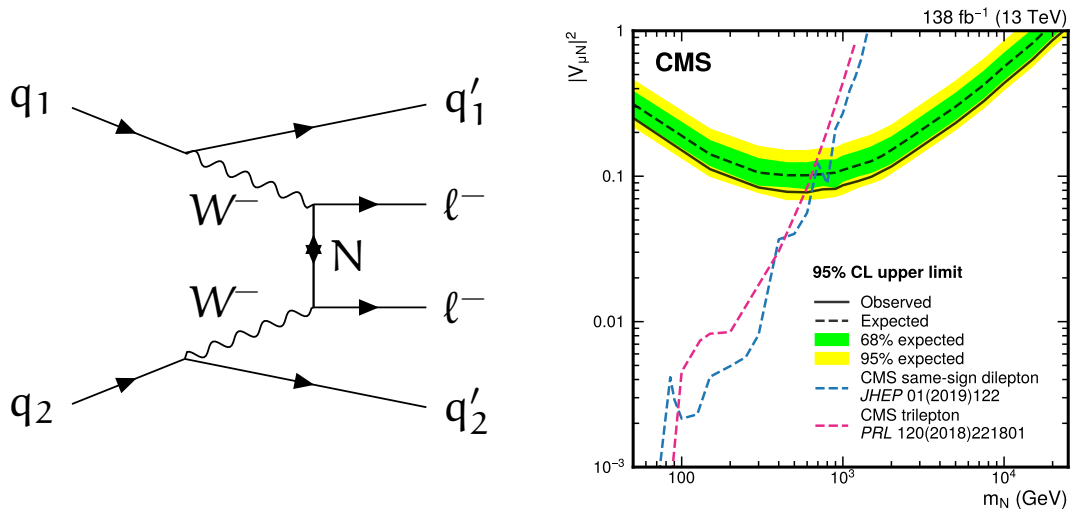 q1
q′1
W−
ℓ−
N
W−
ℓ−
q2
q′2
138 fb−1 (13 TeV)
CMS
|VμN|2
1
0.1
0.01
10−3
95% CL upper limit
Observed
Expected
68% expected
95% expected
CMS same-sign dilepton
JHEP 01(2019)122
CMS trilepton
PRL 120(2018)221801
100
103
104
mN (GeV)